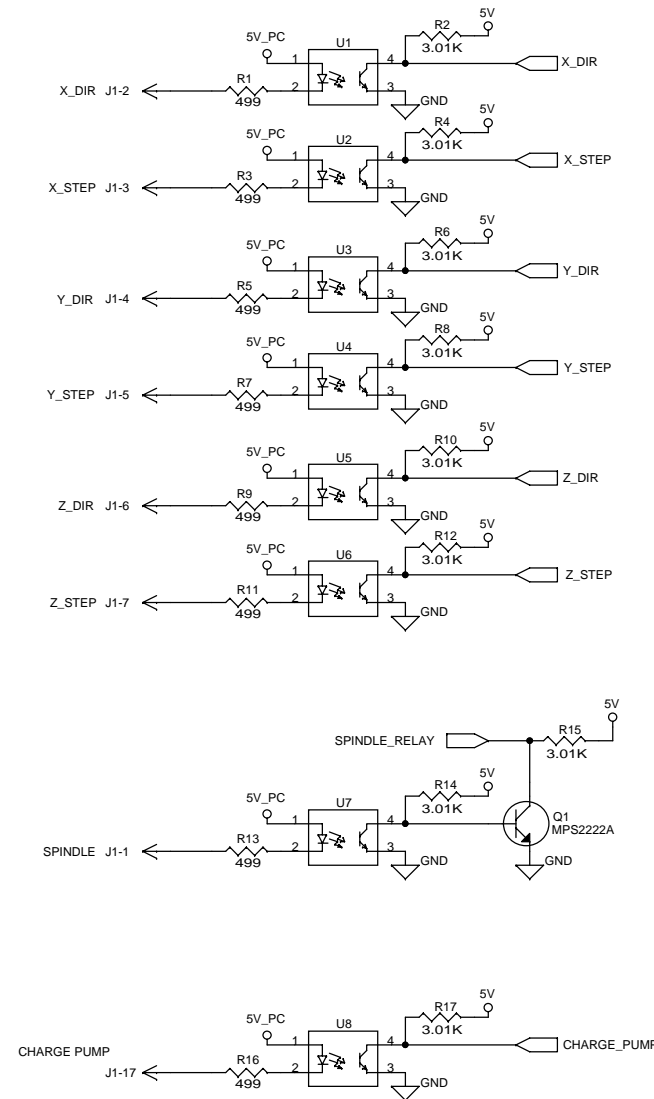 5V
R2
U1
5V_PC
3.01K
1 4
X_DIR
R1
X_DIR J1-2
2 3
499
GND
5V
R4
U2
5V_PC
3.01K
1 4
X_STEP
R3
X_STEP J1-3
2 3
499
GND
5V
R6
U3
5V_PC
3.01K
1 4
Y_DIR
R5
Y_DIR J1-4
2 3
499
GND
5V
R8
U4
5V_PC
3.01K
1 4
Y_STEP
R7
Y_STEP J1-5
2 3
499
GND
5V
R10
U5
5V_PC
3.01K
1 4
Z_DIR
R9
Z_DIR J1-6
2 3
499
GND
5V
R12
U6
5V_PC
3.01K
1 4
Z_STEP
R11
Z_STEP J1-7
2 3
499
GND
5V
R15
SPINDLE_RELAY
3.01K
5V
R14
U7
5V_PC
3.01K
1 4
Q1
MPS2222A
R13
SPINDLE J1-1
2 3
499
GND
GND
5V
R17
U8
5V_PC
3.01K
1 4
CHARGE_PUMP
CHARGE PUMP
R16
J1-17
2 3
499
GND